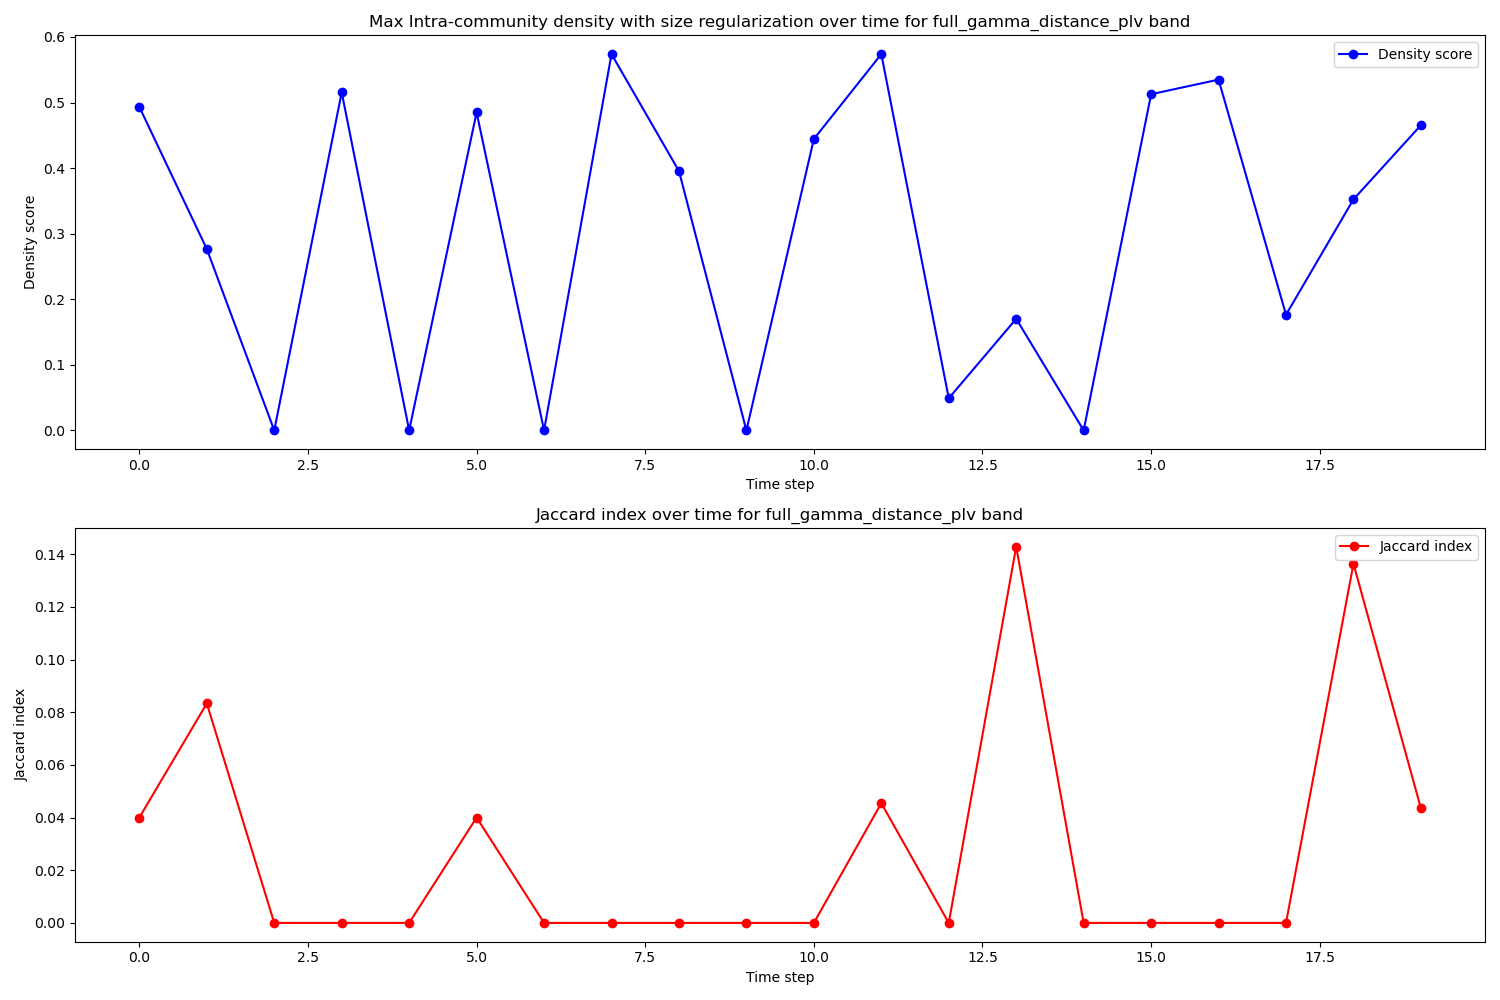 Max Intra-community density with size regularization over time for full_gamma_distance_plv band
Density score
Density score
0.6
0.5
0.4
0.3
0.2
0.1
0.0
0.0 2.5 5.0 7.5 10.0 12.5 15.0 17.5
Time step
Jaccard index over time for full_gamma_distance_plv band
Jaccard index
Jaccard index
0.14
0.12
0.10
0.08
0.06
0.04
0.02
0.00
0.0 2.5 5.0 7.5 10.0 12.5 15.0 17.5
Time step